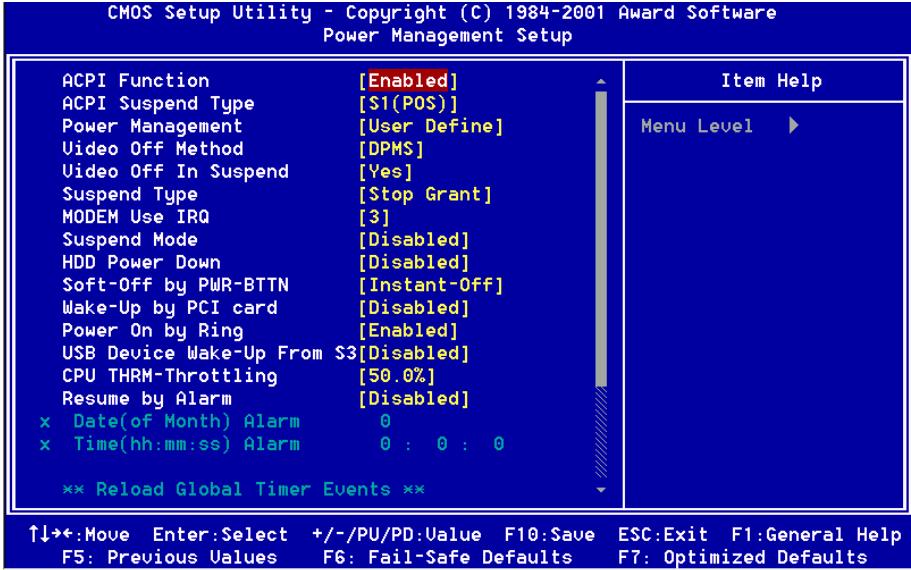 CMOS Setup Utility - Copyright (C) 1984-2001 Award Software
Power Management Setup
ACPI Function [Enabled]
ACPI Suspend Type [S1(POS)]
Power Management [User Define]
Video Off Method [DPMS]
Video Off In Suspend [Yes]
Suspend Type [Stop Grant]
MODEM Use IRQ [3]
Suspend Mode [Disabled]
HDD Power Down [Disabled]
Soft-Off by PWR-BTTN [Instant-Off]
Wake-Up by PCI card [Disabled]
Power On by Ring [Enabled]
USB Device Wake-Up From S3[Disabled]
CPU THRM-Throttling [50.0%]
Resume by Alarm [Disabled]
x Date(of Month) Alarm 0
x Time(hh:mm:ss) Alarm 0 : 0 : 0
** Reload Global Timer Events **
Item Help
Menu Level ▶
↑↓→←:Move Enter:Select +/-/PU/PD:Value F10:Save ESC:Exit F1:General Help
F5: Previous Values F6: Fail-Safe Defaults F7: Optimized Defaults